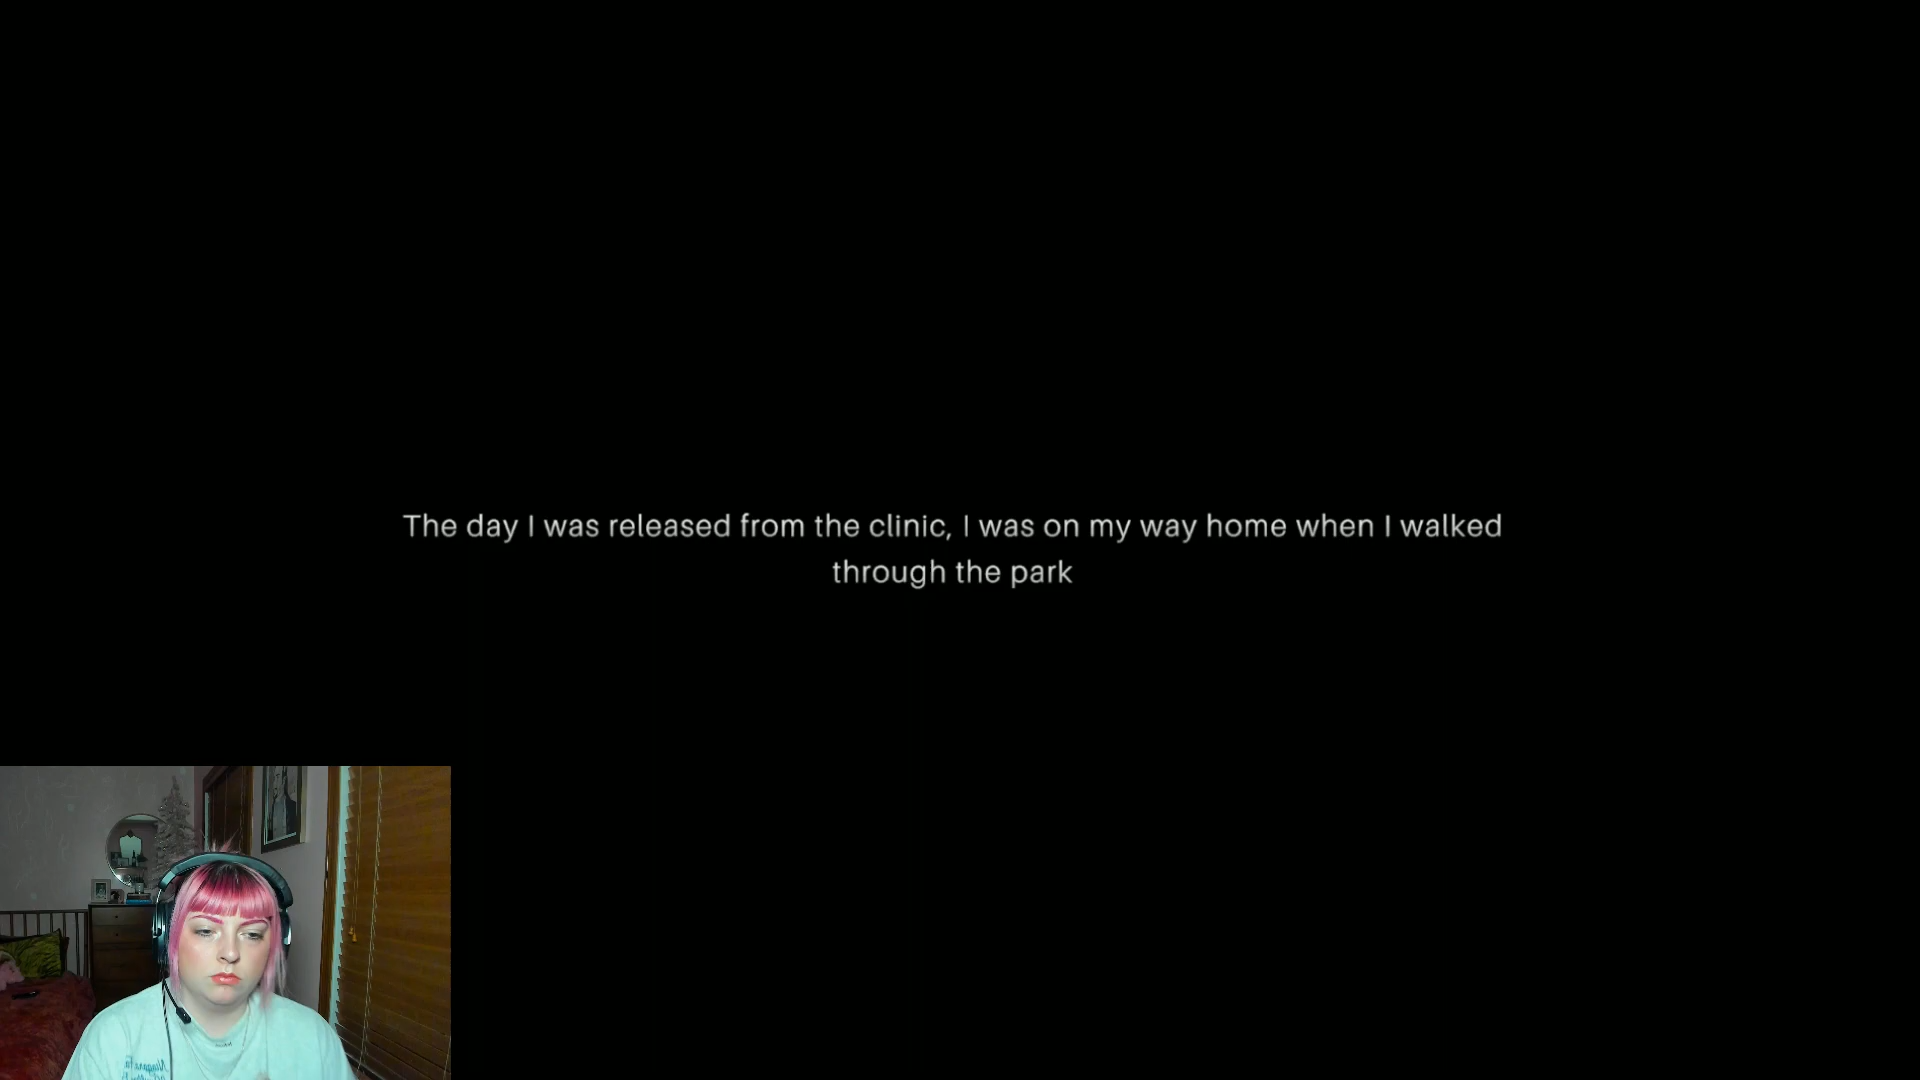 The day I was released from the clinic, I was on my way home when I walked
through the park